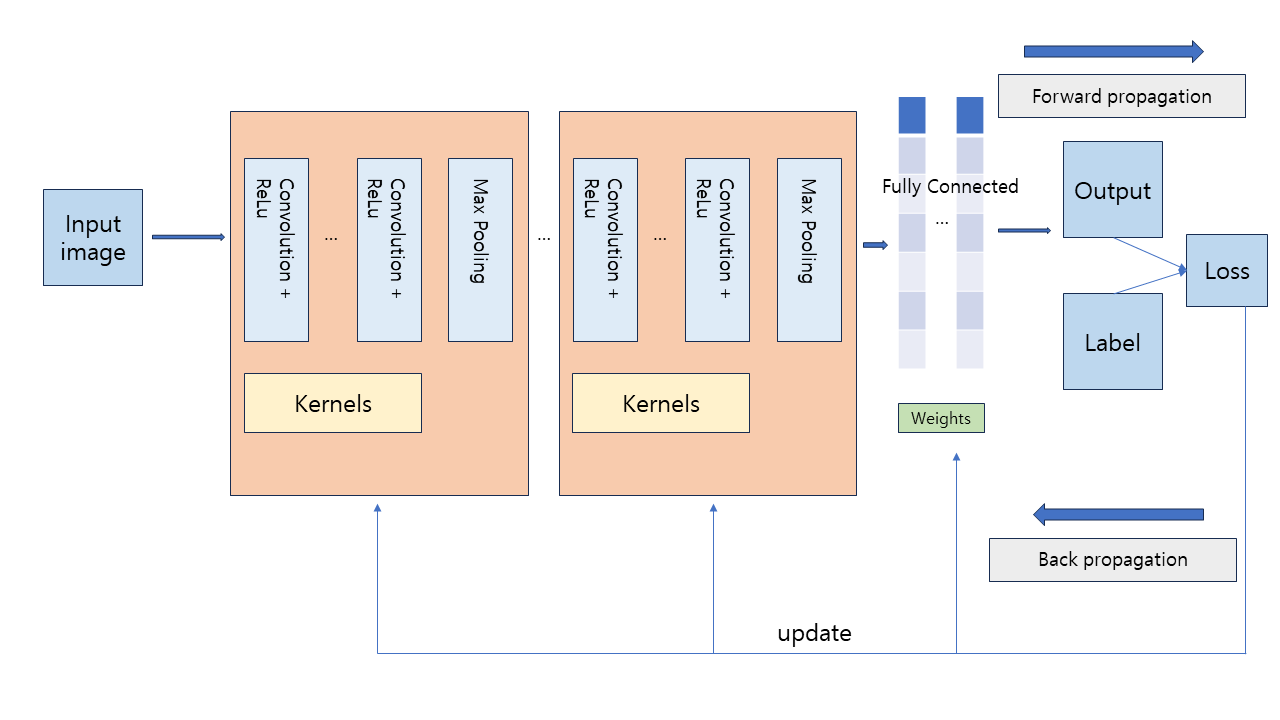 Forward propagation
Input
image
Convolution +
ReLu
...
Convolution +
ReLu
Max Pooling
Kernels
...
Convolution +
ReLu
...
Convolution +
ReLu
Max Pooling
Kernels
Fully Connected
...
Weights
Output
Label
Loss
Back propagation
update